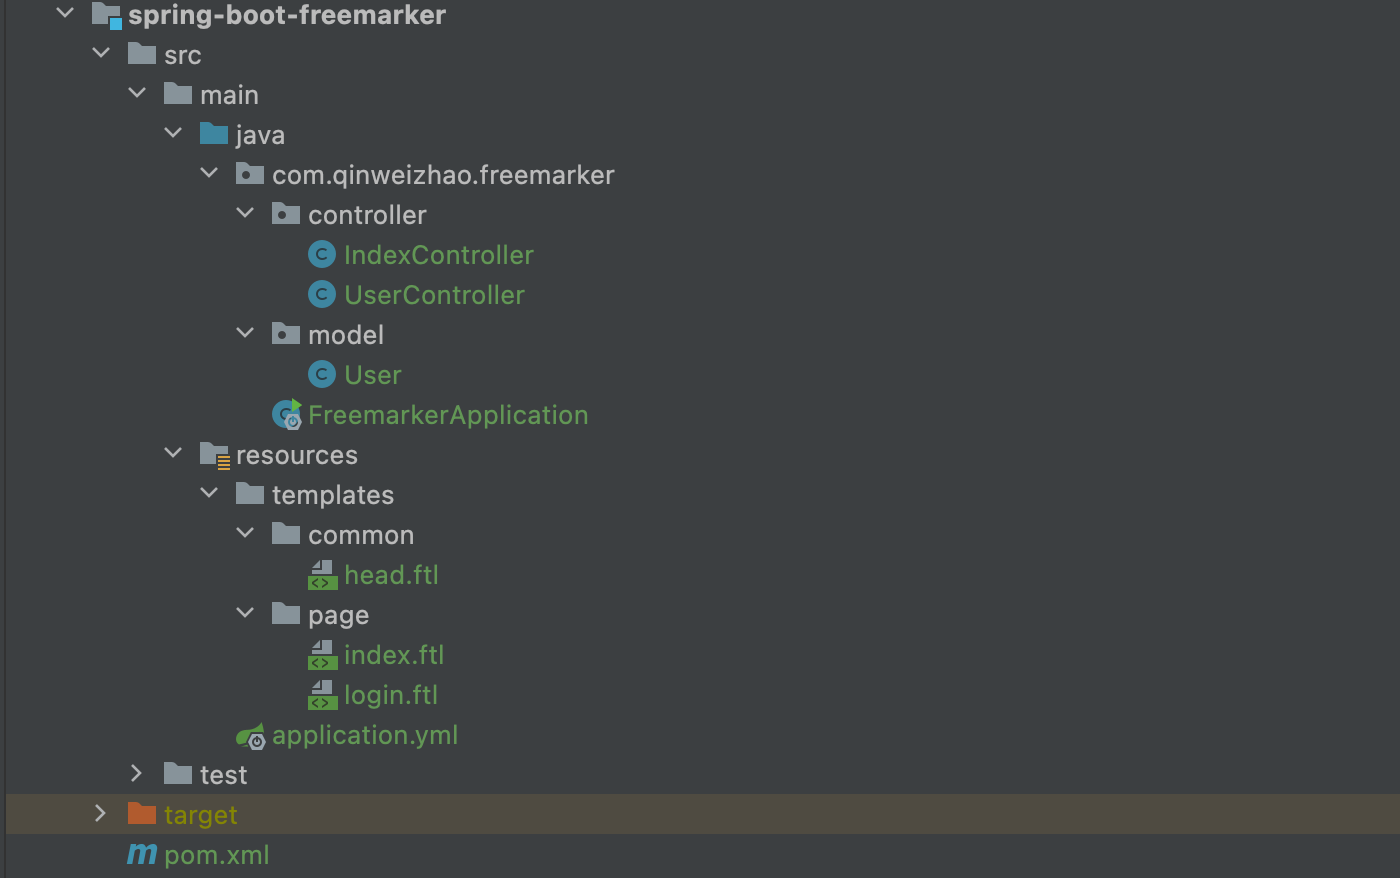 spring-boot-freemarker
src
main
java
com.qinweizhao.freemarker
controller
IndexController
UserController
model
User
FreemarkerApplication
resources
templates
common
head.ftl
page
index.ftl
login.ftl
application.yml
test
target
pom.xml